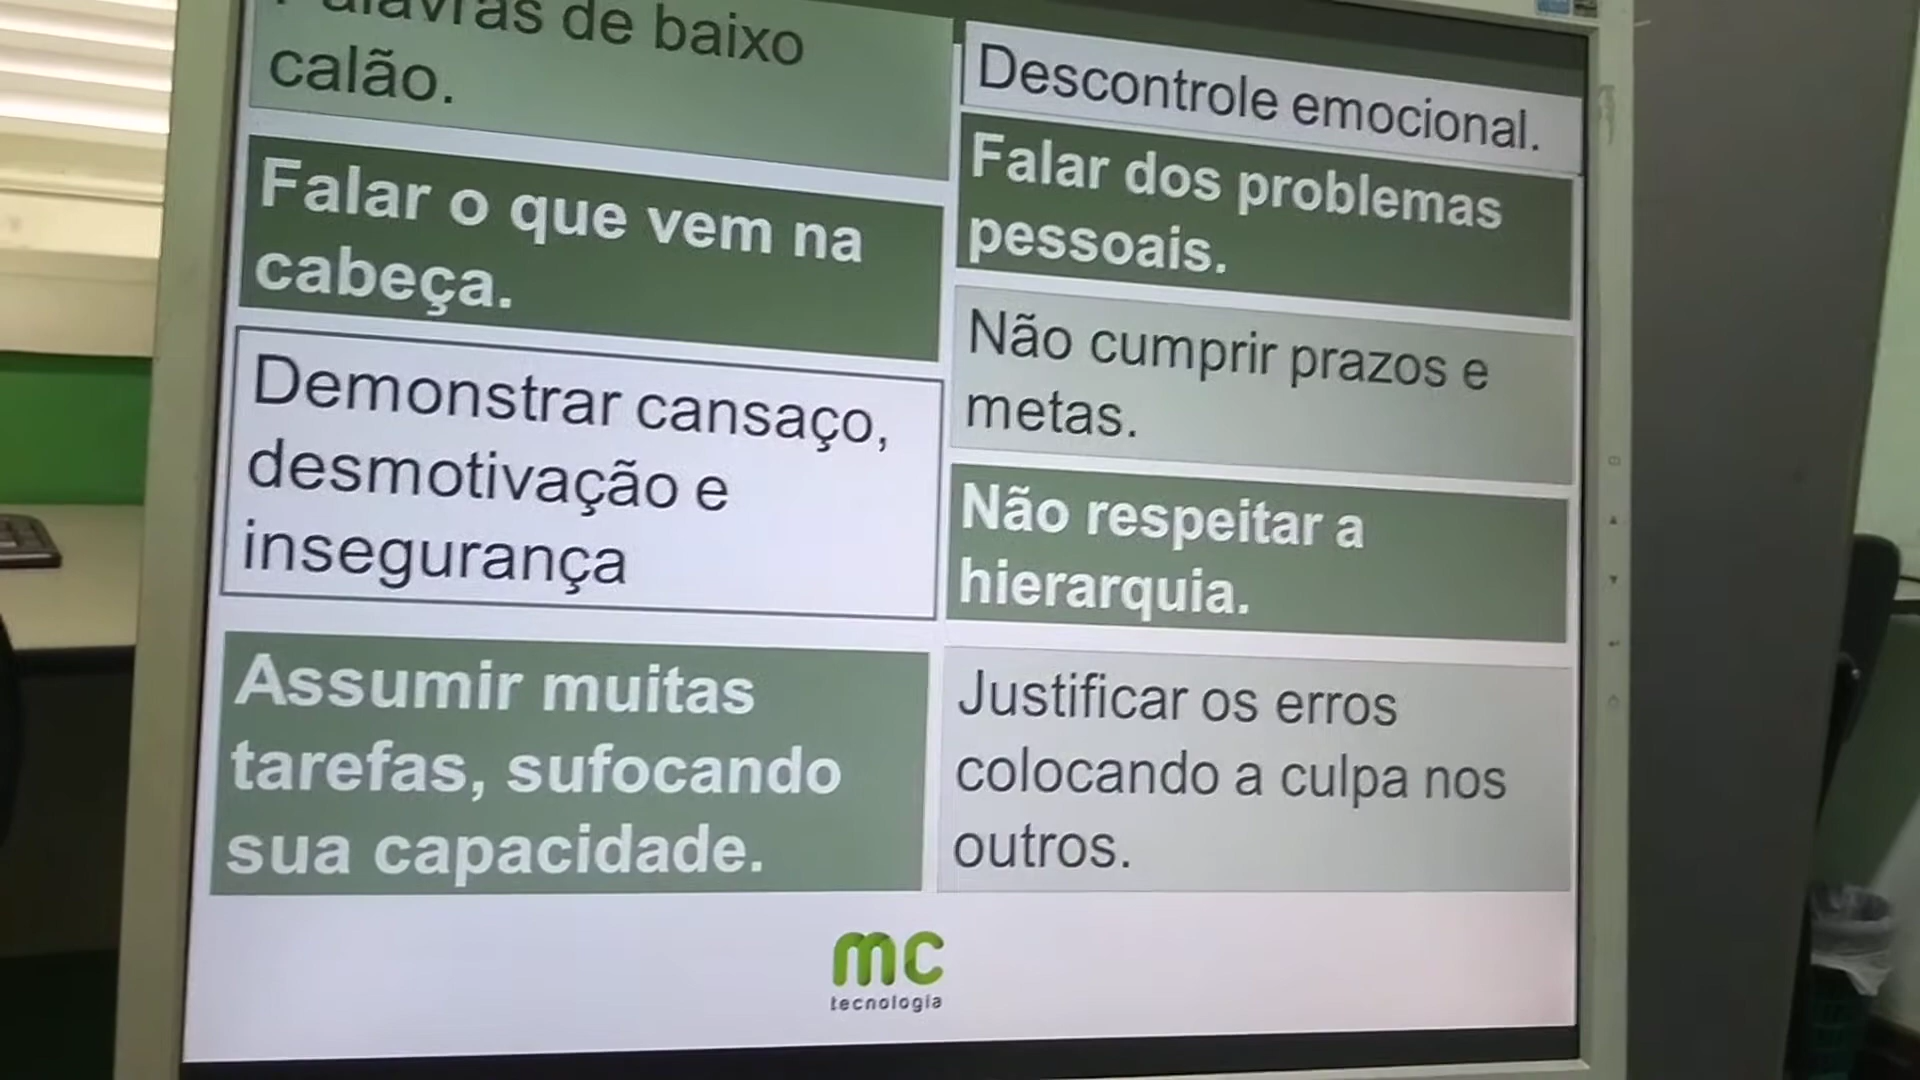 Palavras de baixo
calão.
Falar o que vem na
cabeça.
Demonstrar cansaço,
desmotivação e
insegurança
Assumir muitas
tarefas, sufocando
sua capacidade.
Descontrole emocional.
Falar dos problemas
pessoais.
Não cumprir prazos e
metas.
Não respeitar a
hierarquia.
Justificar os erros
colocando a culpa nos
outros.
mc
tecnologia